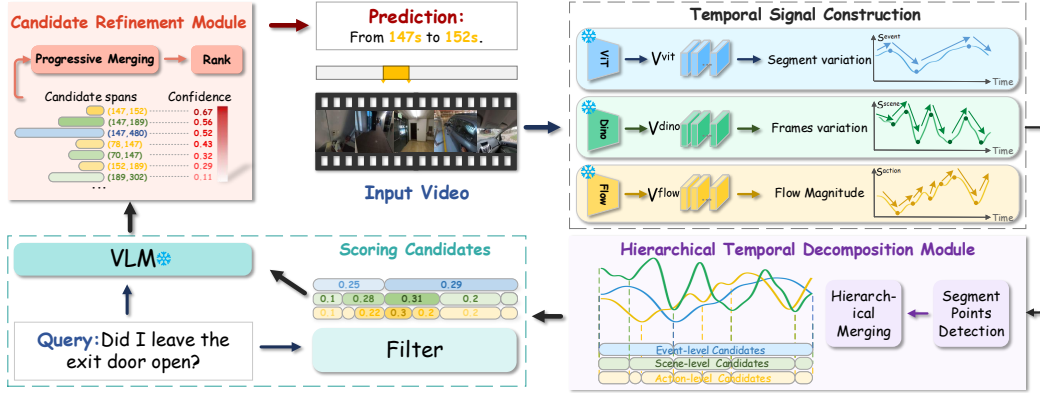 Candidate Refinement Module
Progressive Merging
Rank
Candidate spans
Confidence
(147,152)
0.67
(147,189)
0.56
(147,480)
0.52
(78,147)
0.43
(70,147)
0.32
(152,189)
0.29
(189,302)
0.11
...
Prediction:
From 147s to 152s.
Input Video
Temporal Signal Construction
ViT
Vvit
...
Segment variation
Sevent
Time
Dino
Vdino
...
Frames variation
Sscene
Time
Flow
Vflow
...
Flow Magnitude
Saction
Time
VLM
Scoring Candidates
0.25
0.29
0.1
0.28
0.31
0.2
0.1
0.22
0.3
0.2
0.2
Query:Did I leave the
exit door open?
Filter
Hierarchical Temporal Decomposition Module
Event-level Candidates
Scene-level Candidates
Action-level Candidates
Hierarch-
ical
Merging
Segment
Points
Detection